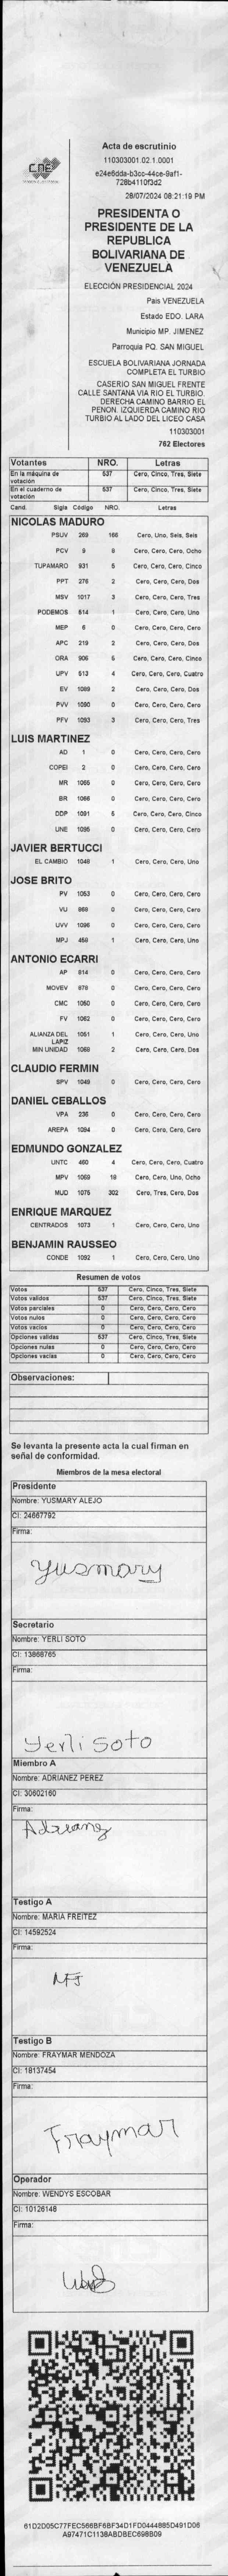 CNE
Acta de escrutinio
110303001.02.1.0001
e24e6dda-b3cc-44ce-9af1-
728b4110f3d2
28/07/2024 08:21:19 PM
PRESIDENTA O
PRESIDENTE DE LA
REPUBLICA
BOLIVARIANA DE
VENEZUELA
ELECCIÓN PRESIDENCIAL 2024
Pais VENEZUELA
Estado EDO. LARA
Municipio MP. JIMENEZ
Parroquia PQ. SAN MIGUEL
ESCUELA BOLIVARIANA JORNADA
COMPLETA EL TURBIO
CASERIO SAN MIGUEL FRENTE
CALLE SANTANA VIA RIO EL TURBIO.
DERECHA CAMINO BARRIO EL
PENON. IZQUIERDA CAMINO RIO
TURBIO AL LADO DEL LICEO CASA
110303001
762 Electores
Votantes NRO. Letras
En la máquina de votación 537 Cero, Cinco, Tres, Siete
En el cuaderno de votación 537 Cero, Cinco, Tres, Siete
Cand. Sigla Código NRO. Letras
NICOLAS MADURO
PSUV 269 166 Cero, Uno, Seis, Seis
PCV 9 8 Cero, Cero, Cero, Ocho
TUPAMARO 931 5 Cero, Cero, Cero, Cinco
PPT 276 2 Cero, Cero, Cero, Dos
MSV 1017 3 Cero, Cero, Cero, Tres
PODEMOS 514 1 Cero, Cero, Cero, Uno
MEP 6 0 Cero, Cero, Cero, Cero
APC 219 2 Cero, Cero, Cero, Dos
ORA 906 5 Cero, Cero, Cero, Cinco
UPV 513 4 Cero, Cero, Cero, Cuatro
EV 1089 2 Cero, Cero, Cero, Dos
PVV 1090 0 Cero, Cero, Cero, Cero
PFV 1093 3 Cero, Cero, Cero, Tres
LUIS MARTINEZ
AD 1 0 Cero, Cero, Cero, Cero
COPEI 2 0 Cero, Cero, Cero, Cero
MR 1065 0 Cero, Cero, Cero, Cero
BR 1066 0 Cero, Cero, Cero, Cero
DDP 1091 5 Cero, Cero, Cero, Cinco
UNE 1095 0 Cero, Cero, Cero, Cero
JAVIER BERTUCCI
EL CAMBIO 1048 1 Cero, Cero, Cero, Uno
JOSE BRITO
PV 1053 0 Cero, Cero, Cero, Cero
VU 868 0 Cero, Cero, Cero, Cero
UVV 1096 0 Cero, Cero, Cero, Cero
MPJ 459 1 Cero, Cero, Cero, Uno
ANTONIO ECARRI
AP 814 0 Cero, Cero, Cero, Cero
MOVEV 878 0 Cero, Cero, Cero, Cero
CMC 1050 0 Cero, Cero, Cero, Cero
FV 1062 0 Cero, Cero, Cero, Cero
ALIANZA DEL LAPIZ 1051 1 Cero, Cero, Cero, Uno
MIN UNIDAD 1069 2 Cero, Cero, Cero, Dos
CLAUDIO FERMIN
SPV 1049 0 Cero, Cero, Cero, Cero
DANIEL CEBALLOS
VPA 236 0 Cero, Cero, Cero, Cero
AREPA 1094 0 Cero, Cero, Cero, Cero
EDMUNDO GONZALEZ
UNTC 460 4 Cero, Cero, Cero, Cuatro
MPV 18 Cero, Cero, Uno, Ocho
MUD 1075 302 Cero, Tres, Cero, Dos
ENRIQUE MARQUEZ
CENTRADOS 1073 1 Cero, Cero, Cero, Uno
BENJAMIN RAUSSEO
CONDE 1092 1 Cero, Cero, Cero, Uno
Resumen de votos
Votos 537 Cero, Cinco, Tres, Siete
Votos validos 537 Cero, Cinco, Tres, Siete
Votos parciales 0 Cero, Cero, Cero, Cero
Votos nulos 0 Cero, Cero, Cero, Cero
Votos vacios 0 Cero, Cero, Cero, Cero
Opciones validas 537 Cero, Cinco, Tres, Siete
Opciones nulas 0 Cero, Cero, Cero, Cero
Opciones vacias 0 Cero, Cero, Cero, Cero
Observaciones:
Se levanta la presente acta la cual firman en
señal de conformidad.
Miembros de la mesa electoral
Presidente
Nombre: YUSMARY ALEJO
CI: 24667792
Firma:
Yusmary
Secretario
Nombre: YERLI SOTO
CI: 13868765
Firma:
Yerli soto
Miembro A
Nombre: ADRIANEZ PEREZ
CI: 30602160
Firma:
Adrianez
Testigo A
Nombre: MARIA FREITEZ
CI: 14592524
Firma:
MFJ
Testigo B
Nombre: FRAYMAR MENDOZA
CI: 18137454
Firma:
Fraymar
Operador
Nombre: WENDYS ESCOBAR
CI: 10126148
Firma:
61D2D05C77FEC566BF6BF34D1FD0444885D491D06
A97471C1138ABDBEC698B09